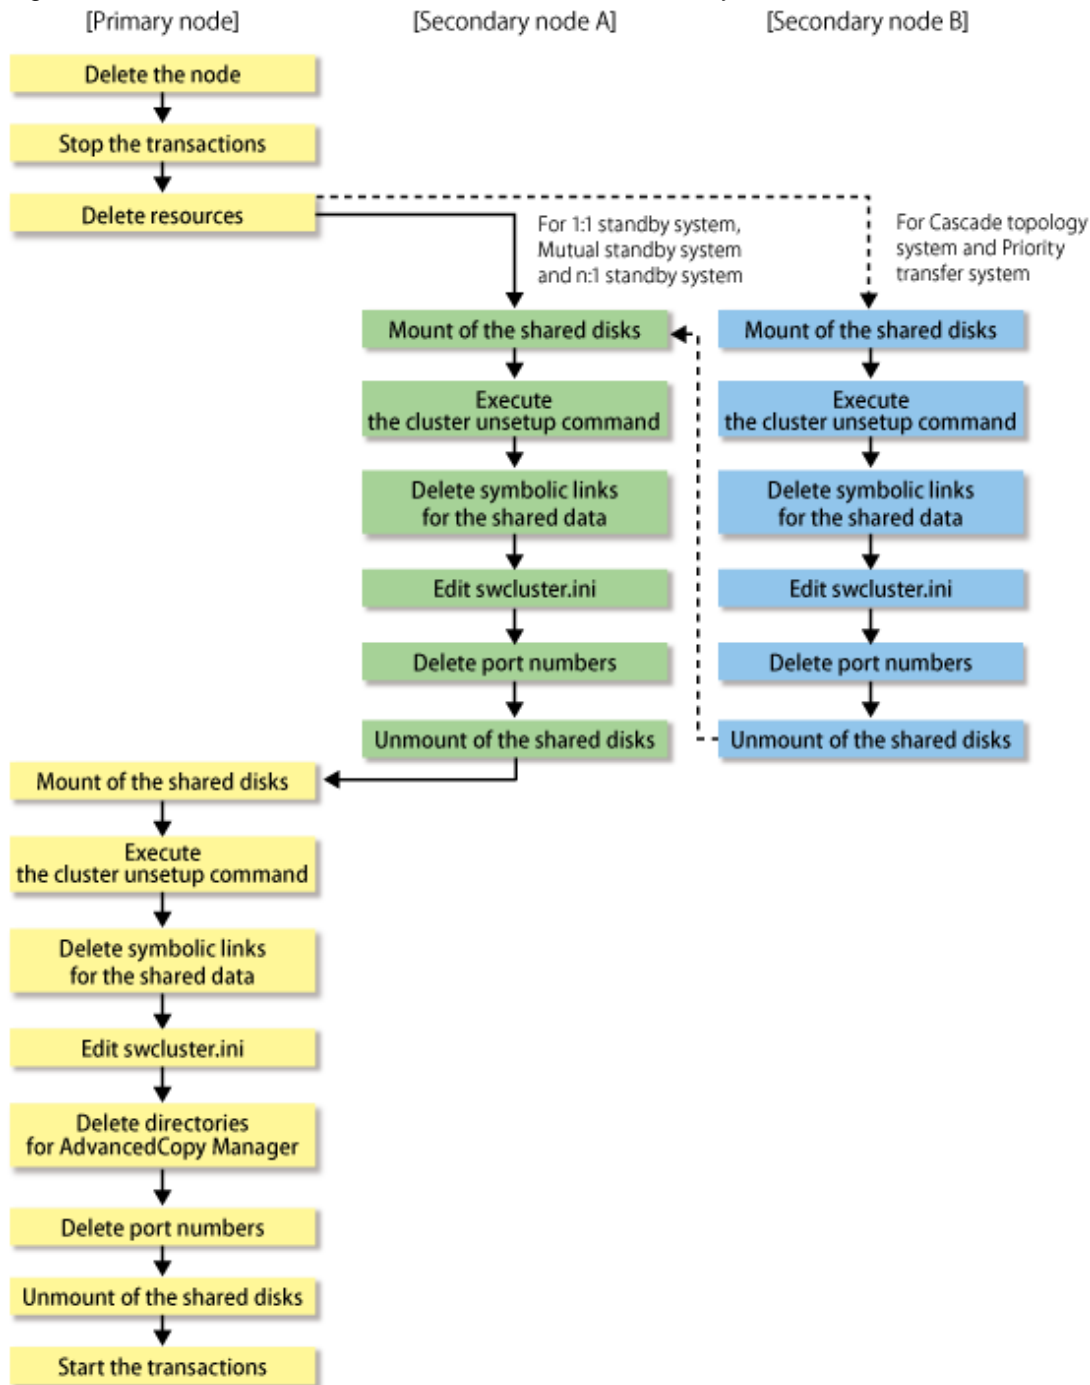 [Primary node]
[Secondary node A]
[Secondary node B]
Delete the node
Stop the transactions
Delete resources
For 1:1 standby system,
Mutual standby system
and n:1 standby system
For Cascade topology
system and Priority
transfer system
Mount of the shared disks
Execute
the cluster unsetup command
Delete symbolic links
for the shared data
Edit swcluster.ini
Delete port numbers
Unmount of the shared disks
Mount of the shared disks
Execute
the cluster unsetup command
Delete symbolic links
for the shared data
Edit swcluster.ini
Delete port numbers
Unmount of the shared disks
Mount of the shared disks
Execute
the cluster unsetup command
Delete symbolic links
for the shared data
Edit swcluster.ini
Delete directories
for AdvancedCopy Manager
Delete port numbers
Unmount of the shared disks
Start the transactions